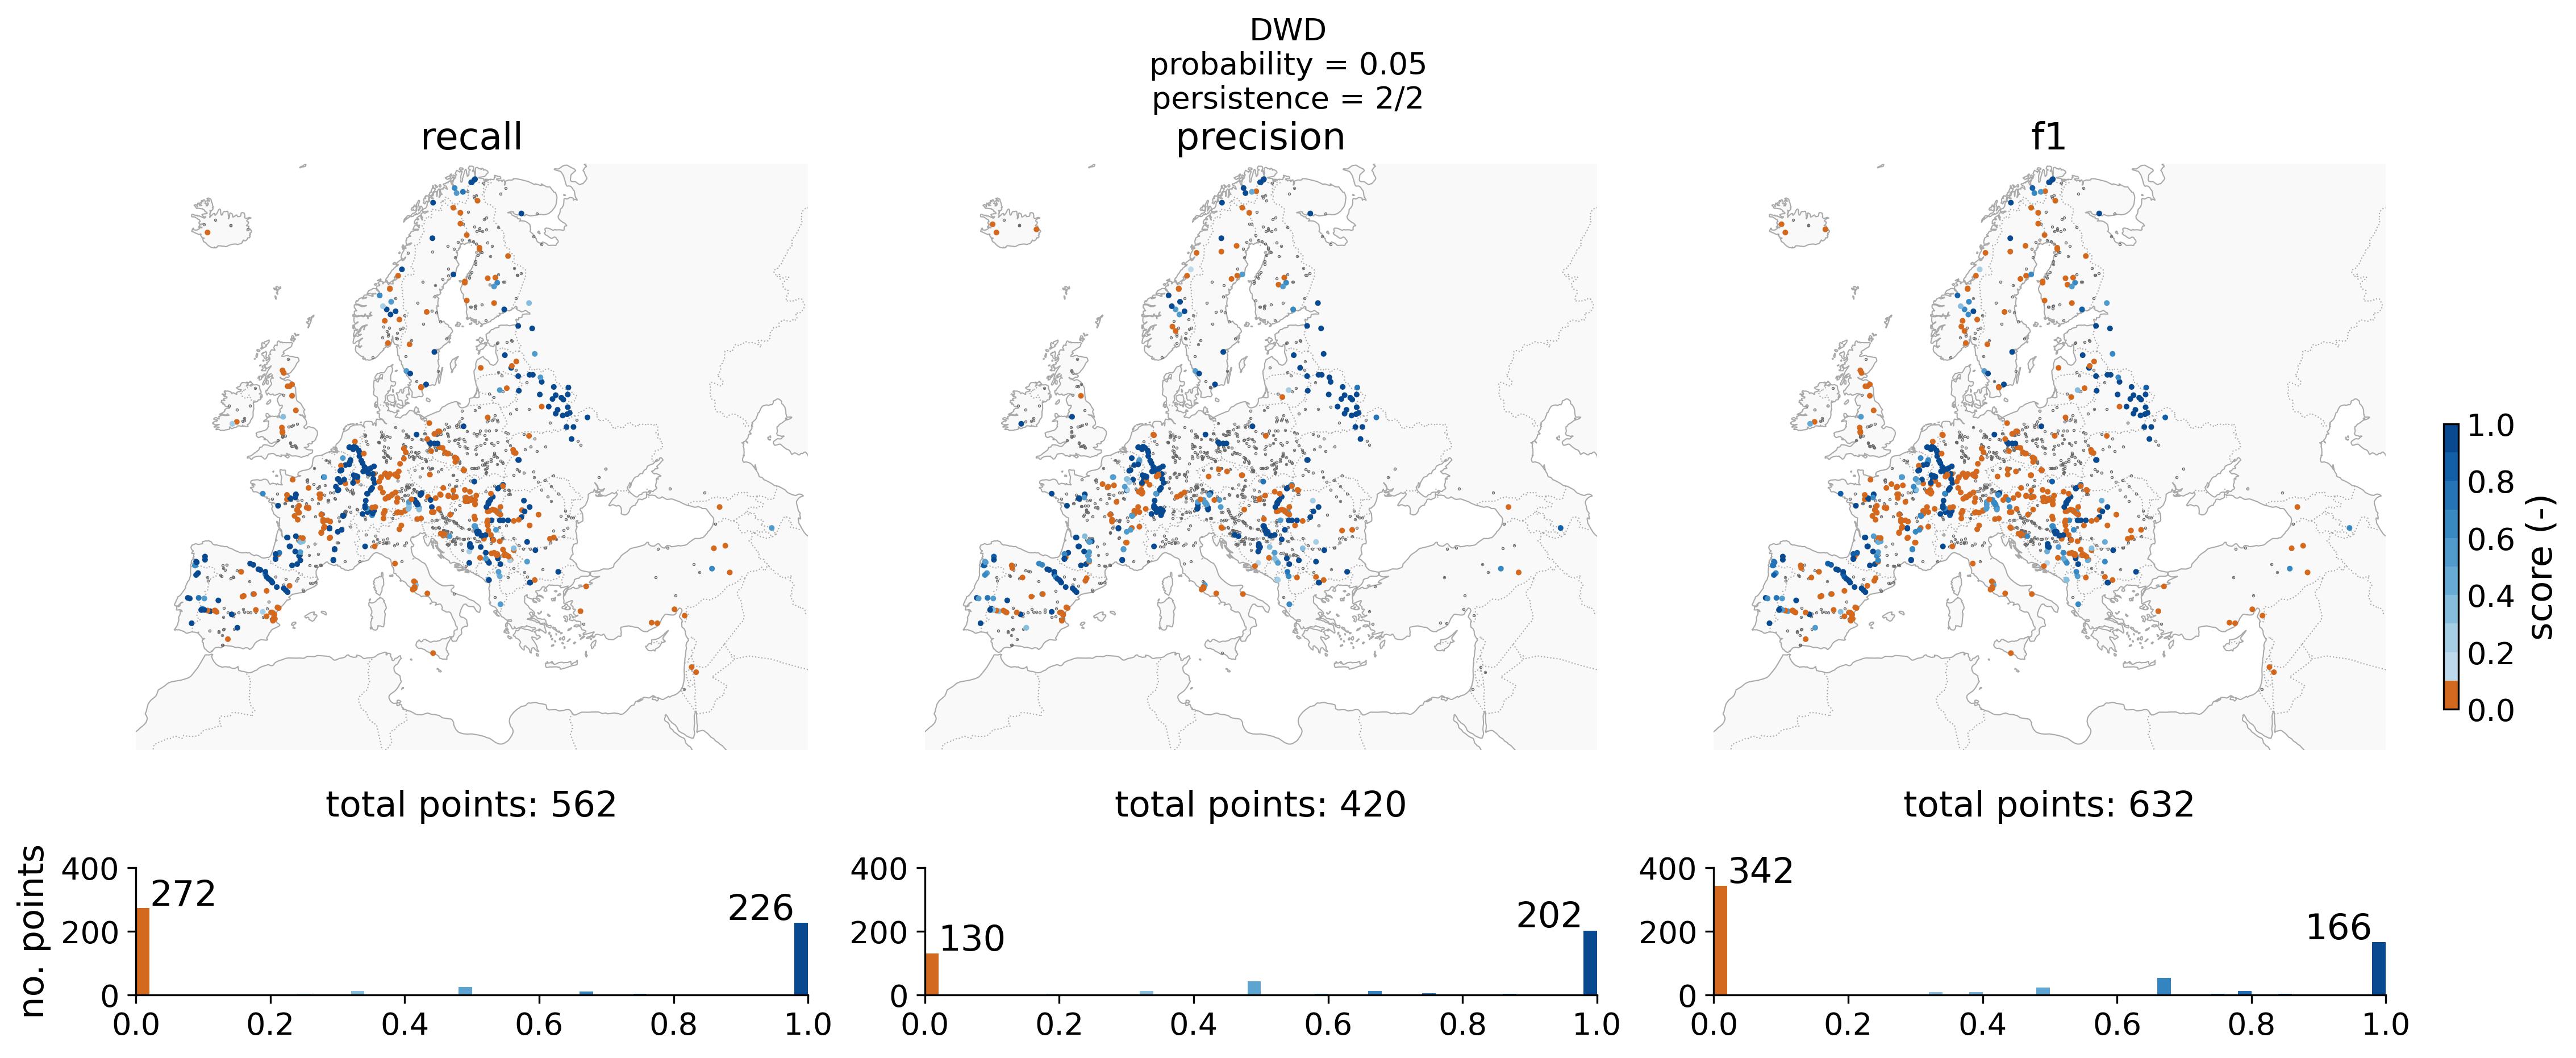 DWD
probability = 0.05
persistence = 2/2
recall
precision
f1
1.0
0.8
0.6
0.4
0.2
0.0
score (-)
total points: 562
total points: 420
total points: 632
no. points
400
200
0
272
226
0.0 0.2 0.4 0.6 0.8 1.0
400
200
0
130
202
0.0 0.2 0.4 0.6 0.8 1.0
400
200
0
342
166
0.0 0.2 0.4 0.6 0.8 1.0